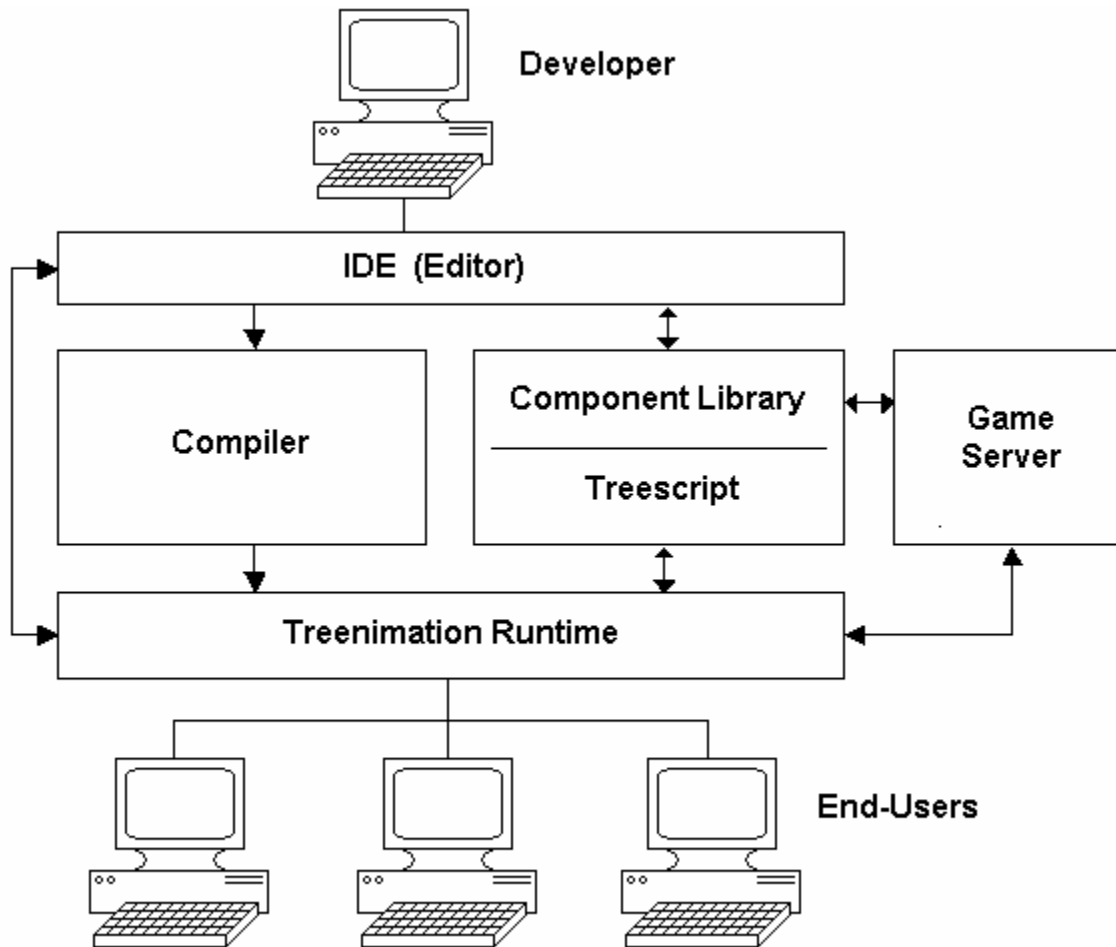 Developer
IDE (Editor)
Compiler
Component Library
Treescript
Game
Server
Treenimation Runtime
End-Users